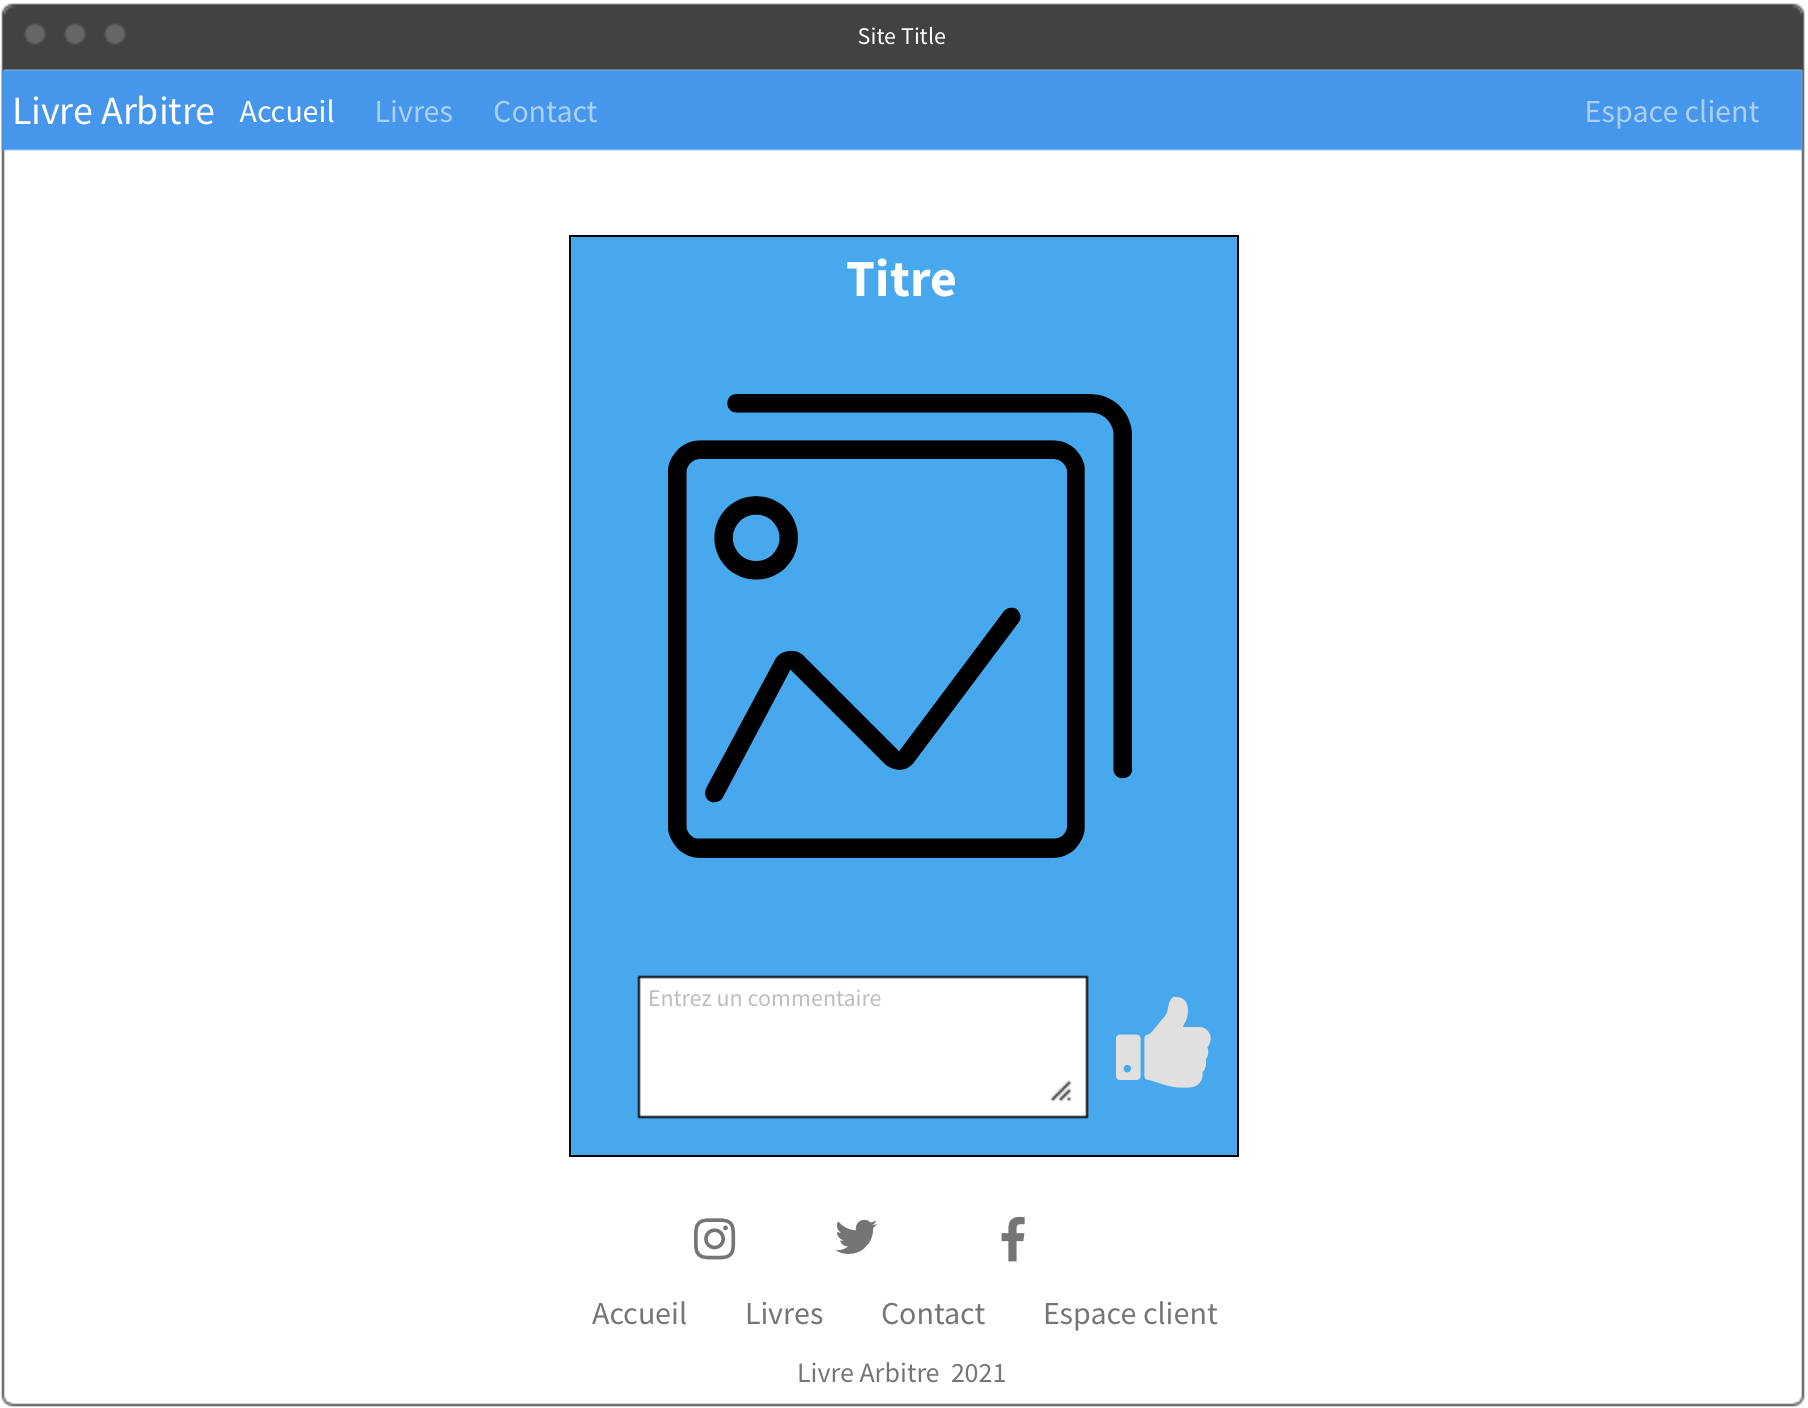 Site Title
Livre Arbitre Accueil Livres Contact Espace client
Titre
Entrez un commentaire
Accueil Livres Contact Espace client
Livre Arbitre 2021